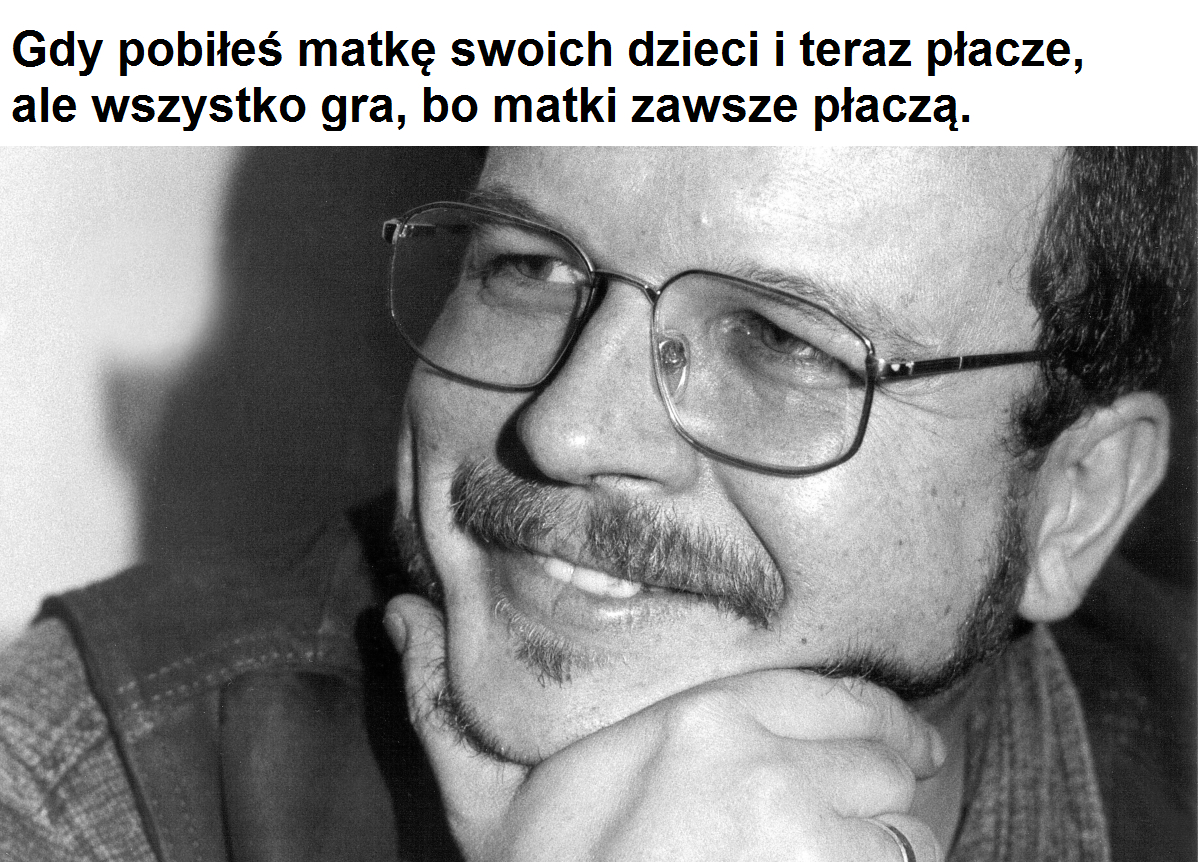 Gdy pobiłeś matkę swoich dzieci i teraz płacze,
ale wszystko gra, bo matki zawsze płaczą.